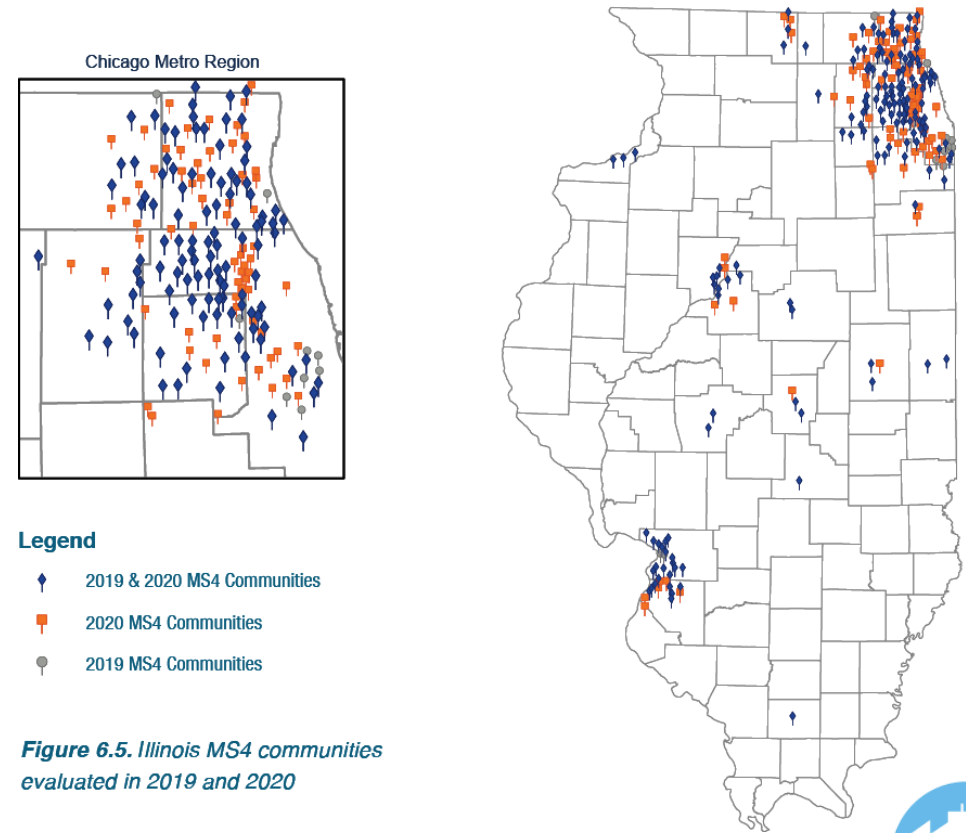 Chicago Metro Region
Legend
2019 & 2020 MS4 Communities
2020 MS4 Communities
2019 MS4 Communities
Figure 6.5. Illinois MS4 communities
evaluated in 2019 and 2020